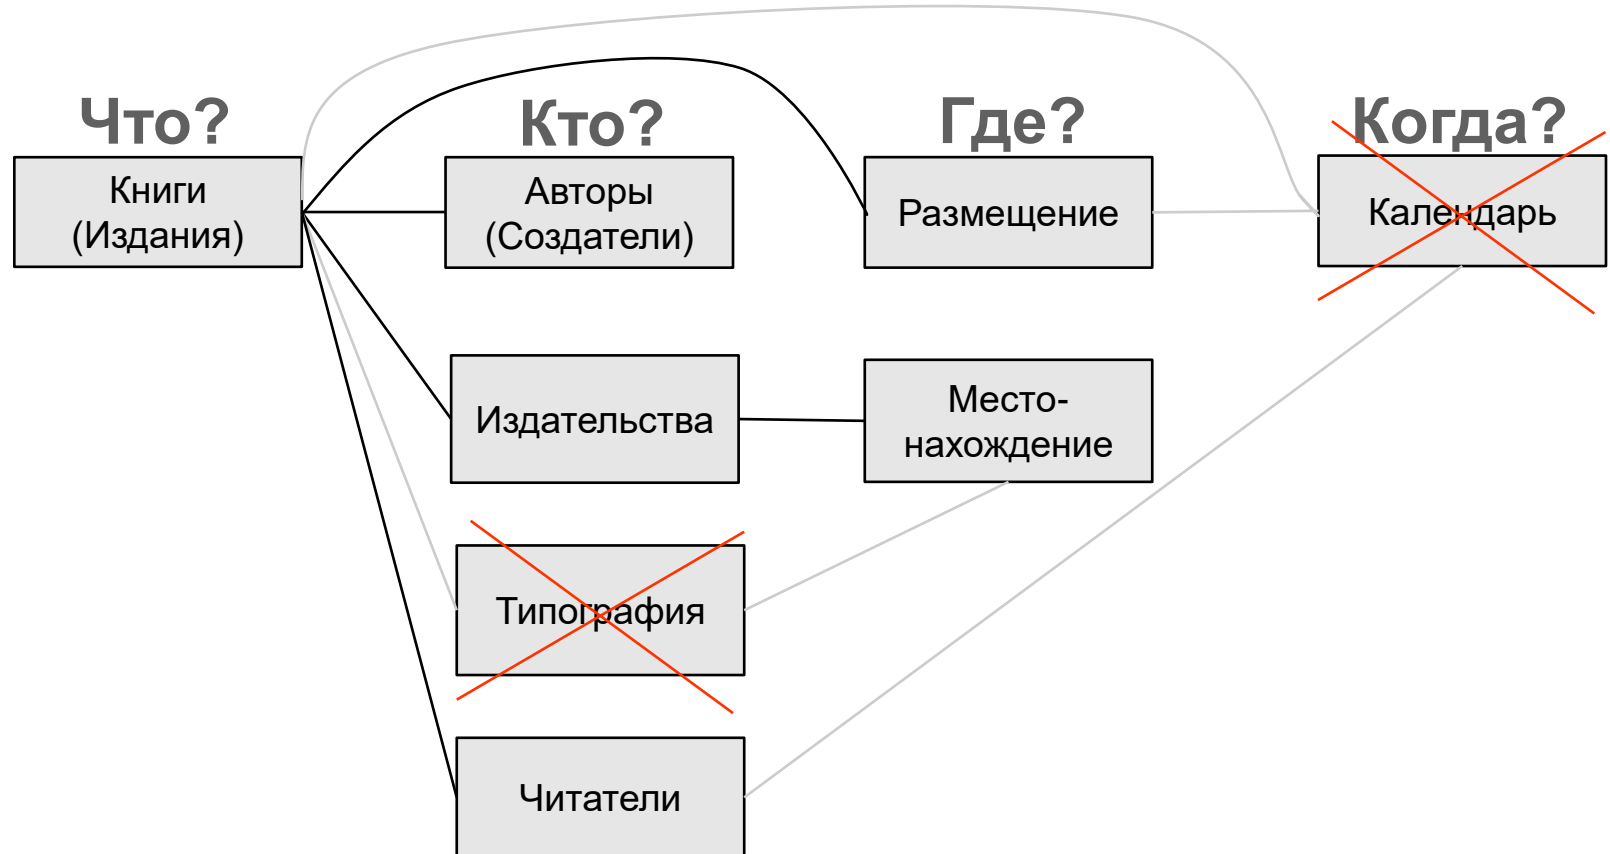 Что?
Кто?
Где?
Когда?
Книги
(Издания)
Авторы
(Создатели)
Размещение
Календарь
Издательства
Место-
нахождение
Типография
Читатели